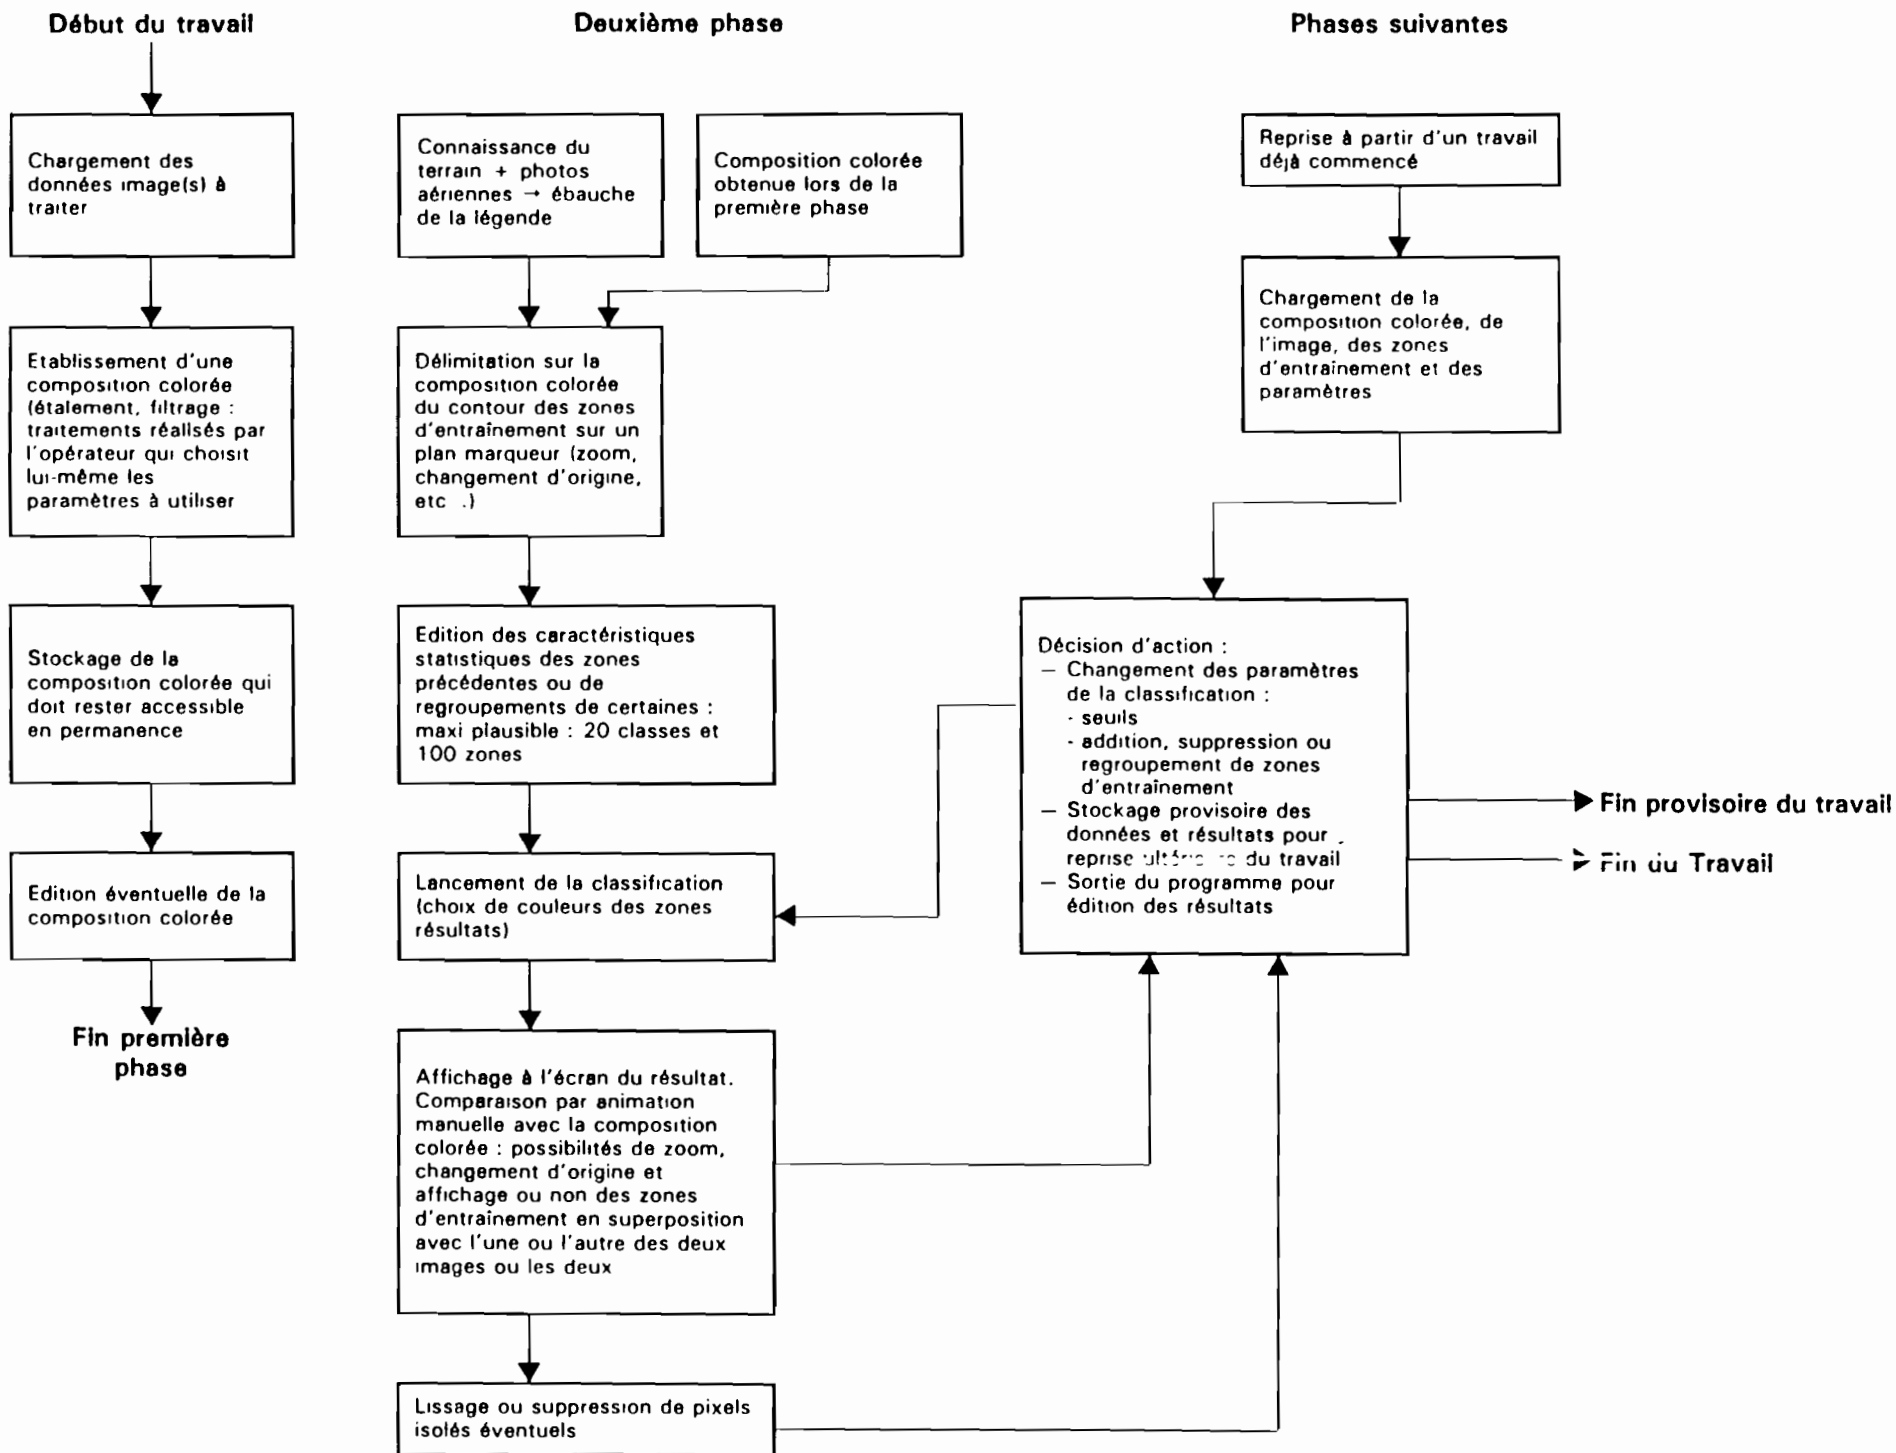 Début du travail
Deuxième phase
Phases suivantes
Chargement des
données image(s) à
traiter
Etablissement d'une
composition colorée
(étalement, filtrage :
traitements réalisés par
l'opérateur qui choisit
lui-même les
paramètres à utiliser
Stockage de la
composition colorée qui
doit rester accessible
en permanence
Edition éventuelle de la
composition colorée
Fin première
phase
Connaissance du
terrain + photos
aériennes → ébauche
de la légende
Composition colorée
obtenue lors de la
première phase
Délimitation sur la
composition colorée
du contour des zones
d'entraînement sur un
plan marqueur (zoom,
changement d'origine,
etc .)
Edition des caractéristiques
statistiques des zones
précédentes ou de
regroupements de certaines :
maxi plausible : 20 classes et
100 zones
Lancement de la classification
(choix de couleurs des zones
résultats)
Affichage à l'écran du résultat.
Comparaison par animation
manuelle avec la composition
colorée : possibilités de zoom,
changement d'origine et
affichage ou non des zones
d'entraînement en superposition
avec l'une ou l'autre des deux
images ou les deux
Lissage ou suppression de pixels
isolés éventuels
Reprise à partir d'un travail
déjà commencé
Chargement de la
composition colorée, de
l'image, des zones
d'entraînement et des
paramètres
Décision d'action :
— Changement des paramètres
de la classification :
- seuils
- addition, suppression ou
regroupement de zones
d'entraînement
— Stockage provisoire des
données et résultats pour
reprise ultérieure du travail
— Sortie du programme pour
édition des résultats
Fin provisoire du travail
Fin du Travail